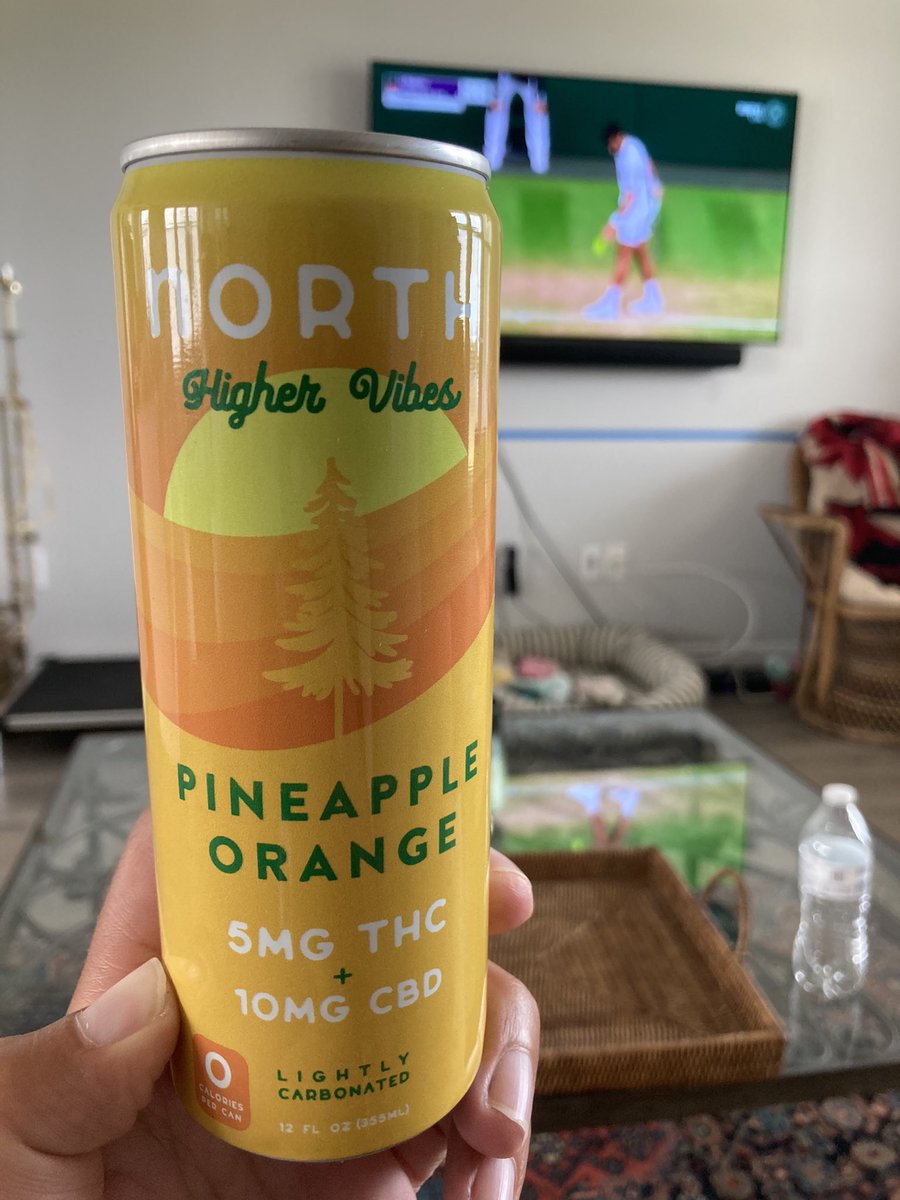 nORTH
Higher Vibes
PINEAPPLE
ORANGE
5MG THC
+
10MG CBD
0
CALORIES
PER CAN
LIGHTLY
CARBONATED
12 FL OZ (355ML)